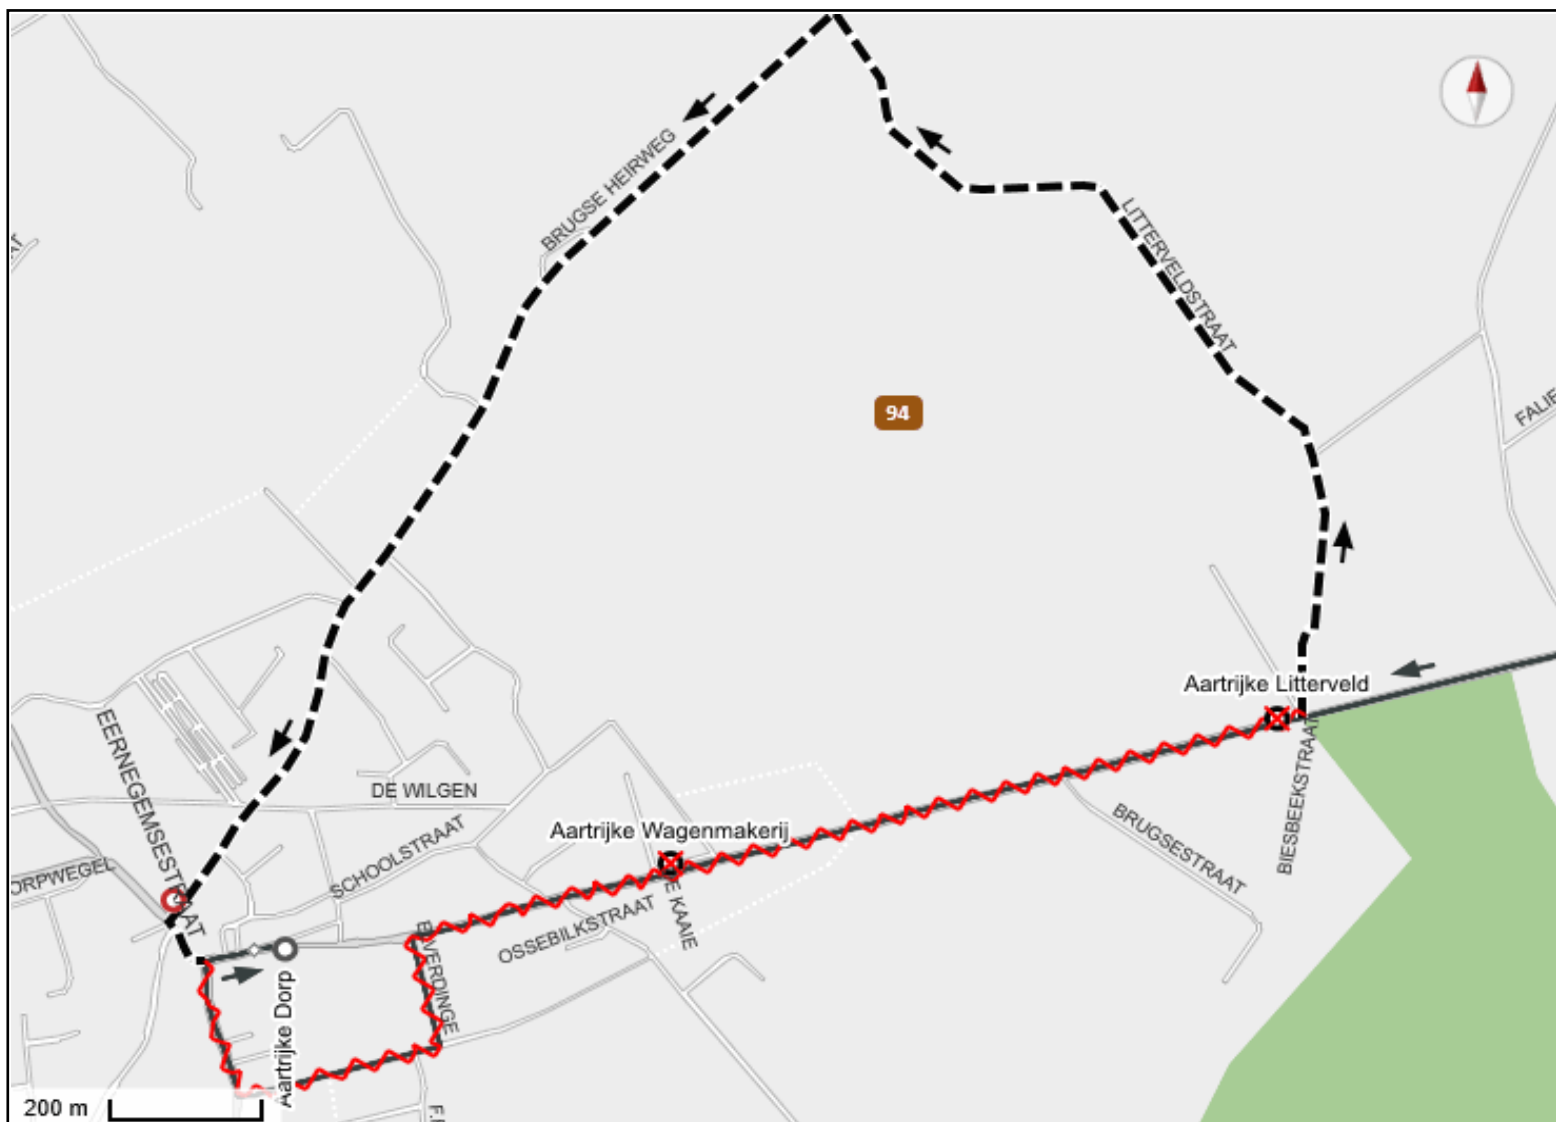 BRUGSE HEIRWEG
LITTERVELDSTRAAT
94
FALIE
Aartrijke Litterveld
EERNEGEMSESTRAAT
DE WILGEN
Aartrijke Wagenmakerij
SCHOOLSTRAAT
BRUGSESTRAAT
BIESBEEKSTRAAT
ORPWEGEL
OSSEBILKSTRAAT
E KAAIE
Aartrijke Dorp
200 m